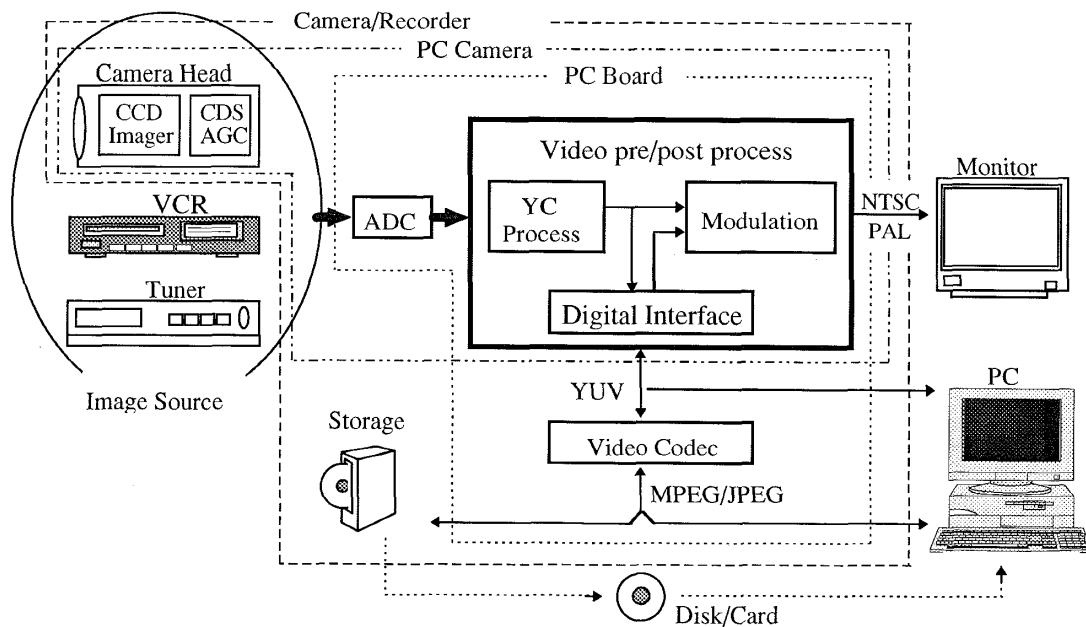 Camera/Recorder
PC Camera
PC Board
Camera Head
CCD
Imager
CDS
AGC
VCR
Tuner
Image Source
ADC
Video pre/post process
YC
Process
Modulation
Digital Interface
NTSC
PAL
Monitor
YUV
PC
Storage
Video Codec
MPEG/JPEG
Disk/Card